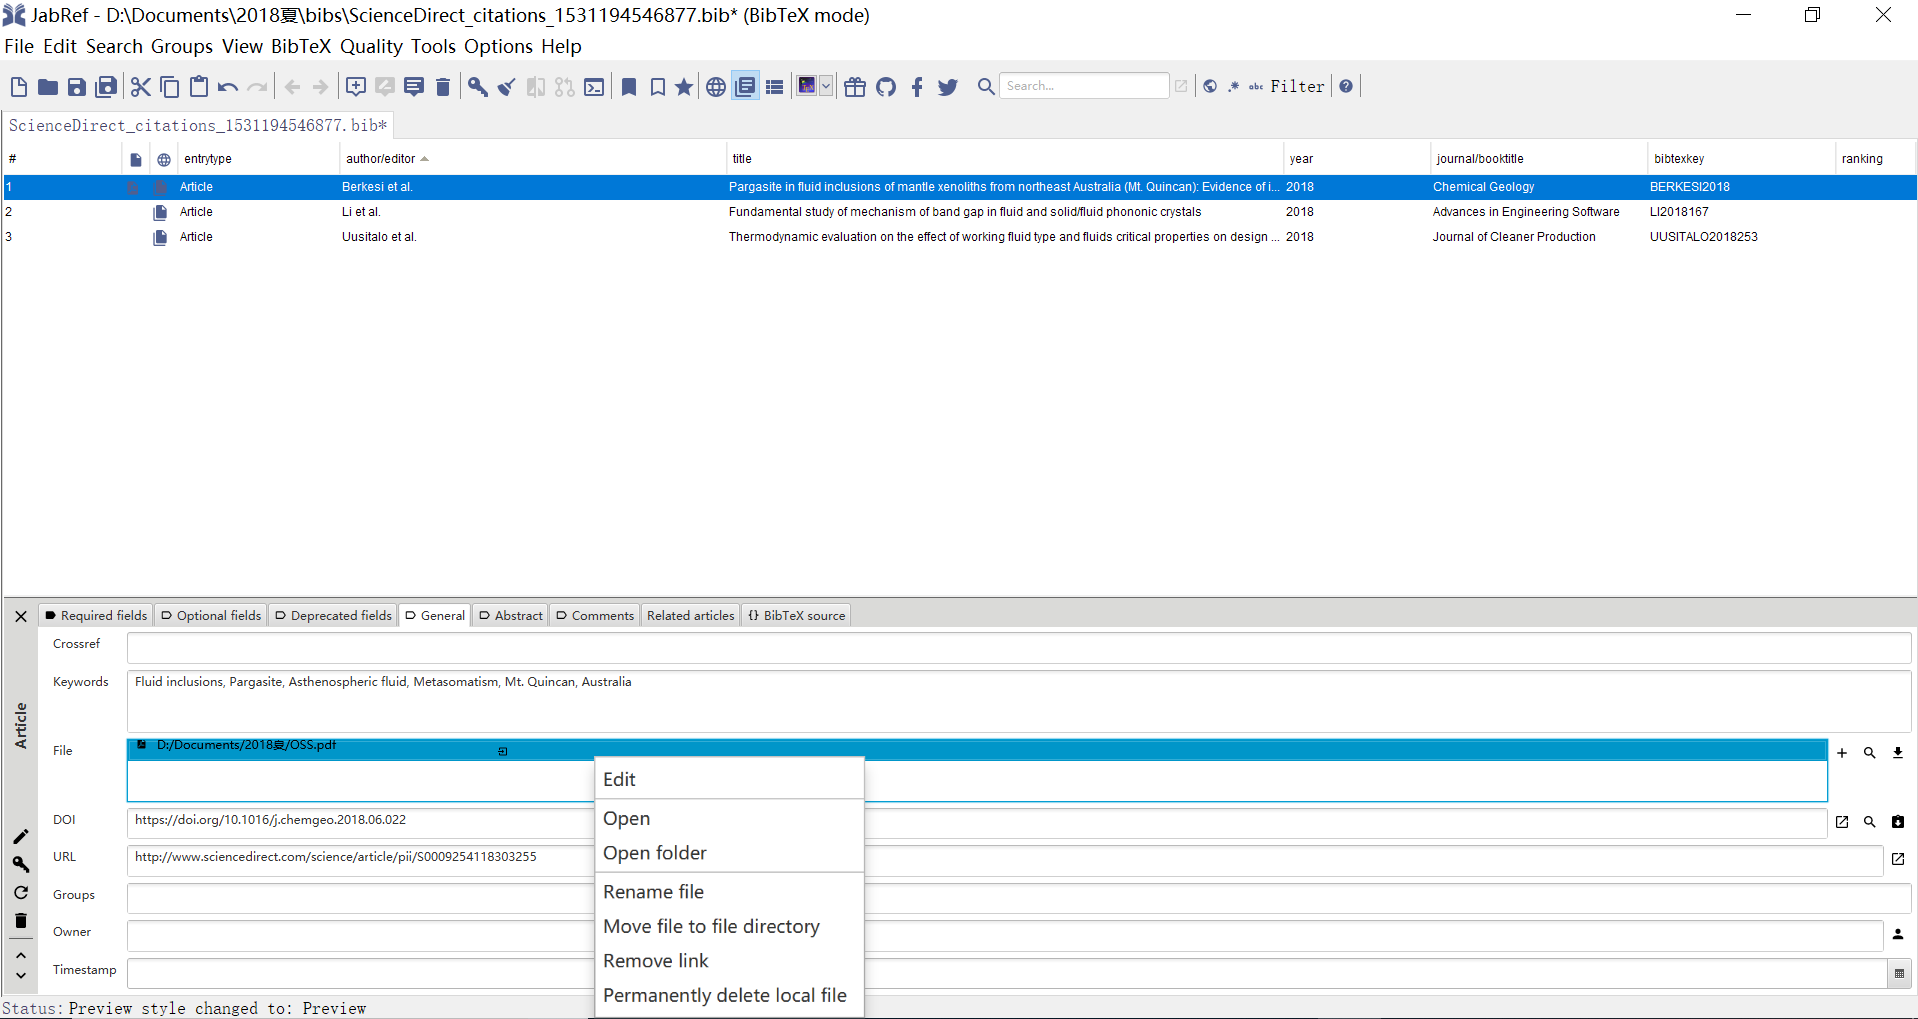 JabRef - D:\Documents\2018夏\bibs\ScienceDirect_citations_1531194546877.bib* (BibTeX mode)
File Edit Search Groups View BibTeX Quality Tools Options Help
Search... abc Filter
ScienceDirect_citations_1531194546877.bib*
# entrytype author/editor title year journal/booktitle bibtexkey ranking
1 Article Berkesi et al. Pargasite in fluid inclusions of mantle xenoliths from northeast Australia (Mt. Quincan): Evidence of i... 2018 Chemical Geology BERKESI2018
2 Article Li et al. Fundamental study of mechanism of band gap in fluid and solid/fluid phononic crystals 2018 Advances in Engineering Software LI2018167
3 Article Uusitalo et al. Thermodynamic evaluation on the effect of working fluid type and fluids critical properties on design ... 2018 Journal of Cleaner Production UUSITALO2018253
Required fields Optional fields Deprecated fields General Abstract Comments Related articles {} BibTeX source
Article
Crossref
Keywords Fluid inclusions, Pargasite, Asthenospheric fluid, Metasomatism, Mt. Quincan, Australia
File D:/Documents/2018夏/OSS.pdf
DOI https://doi.org/10.1016/j.chemgeo.2018.06.022
URL http://www.sciencedirect.com/science/article/pii/S0009254118303255
Groups
Owner
Timestamp
Edit
Open
Open folder
Rename file
Move file to file directory
Remove link
Permanently delete local file
Status: Preview style changed to: Preview